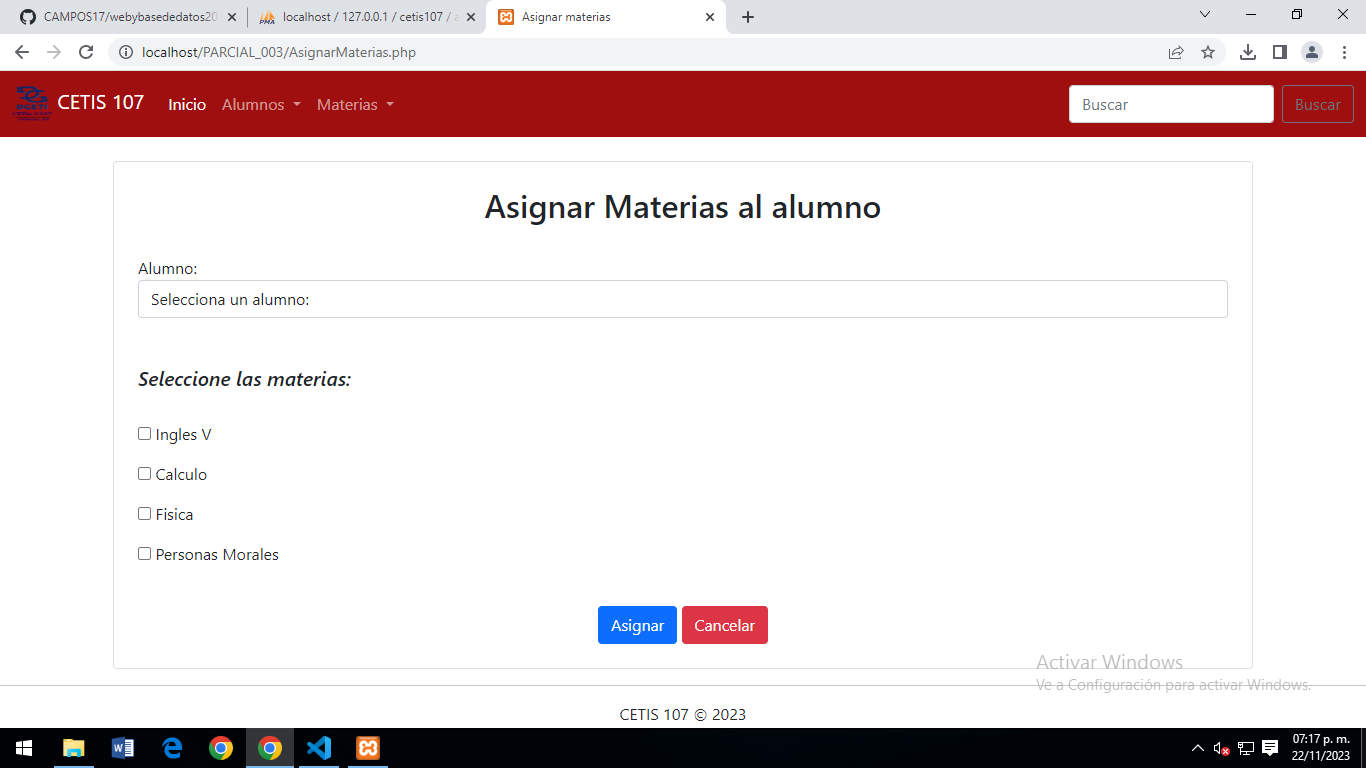 CAMPOS17/webybasededatos20
localhost / 127.0.0.1 / cetis107 / a
Asignar materias
localhost/PARCIAL_003/AsignarMaterias.php
CETIS 107 Inicio Alumnos Materias Buscar Buscar
Asignar Materias al alumno
Alumno:
Selecciona un alumno:
Seleccione las materias:
Ingles V
Calculo
Fisica
Personas Morales
Asignar Cancelar
Activar Windows
Ve a Configuración para activar Windows.
CETIS 107 © 2023
07:17 p. m.
22/11/2023